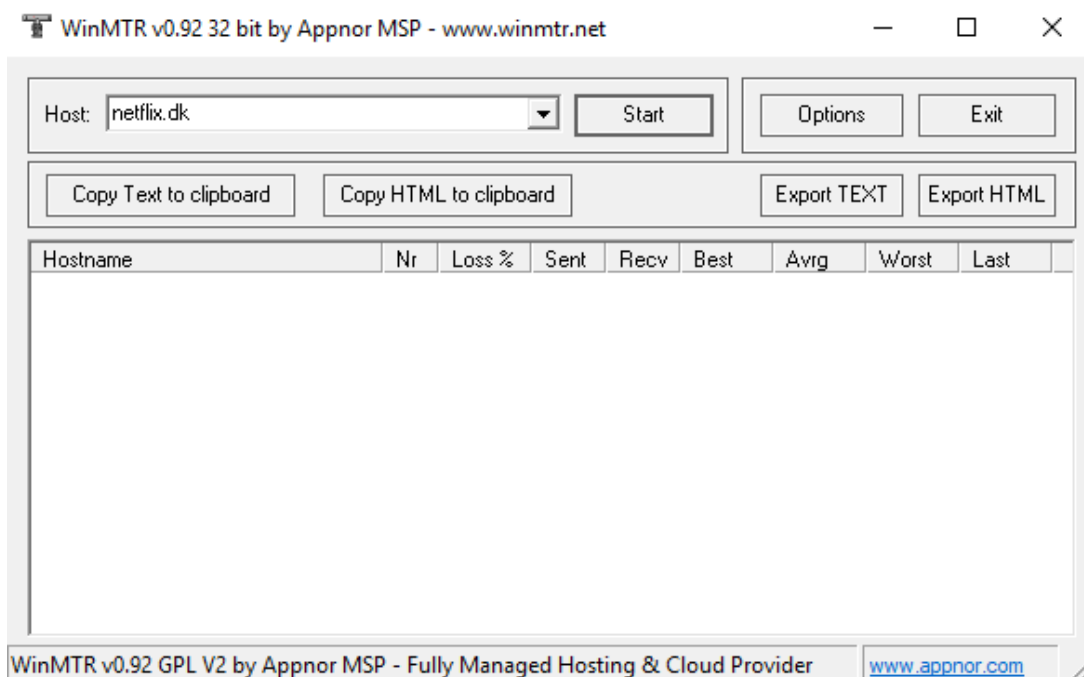 WinMTR v0.92 32 bit by Appnor MSP - www.winmtr.net
Host: netflix.dk Start Options Exit
Copy Text to clipboard Copy HTML to clipboard Export TEXT Export HTML
Hostname Nr Loss % Sent Recv Best Avrg Worst Last
WinMTR v0.92 GPL V2 by Appnor MSP - Fully Managed Hosting & Cloud Provider www.appnor.com